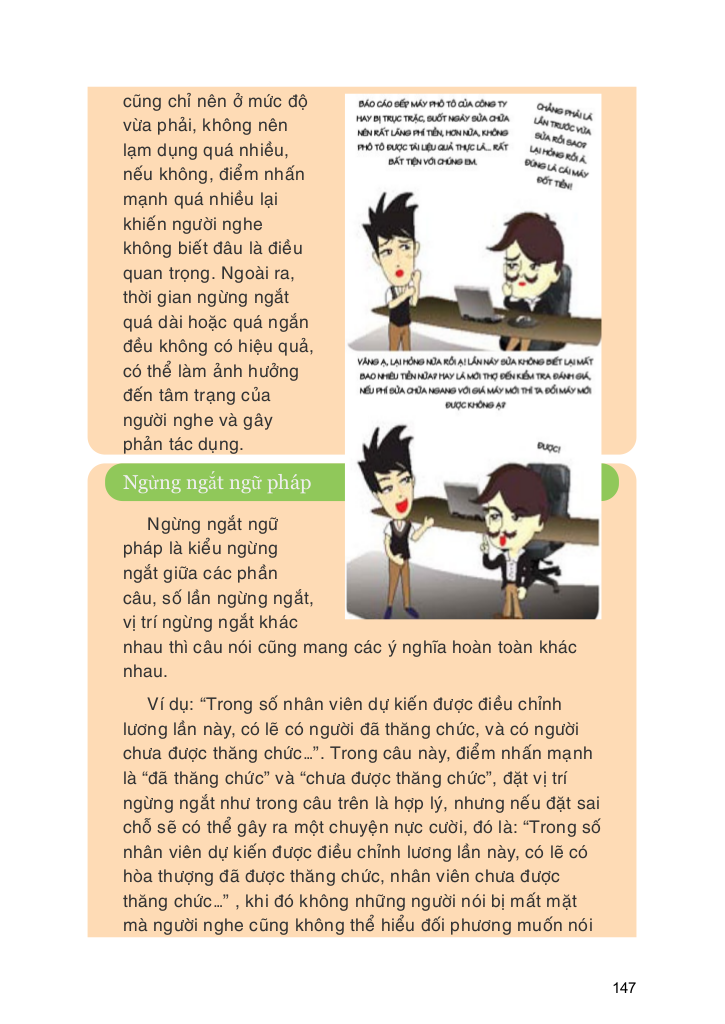 cũng chỉ nên ở mức độ
vừa phải, không nên
lạm dụng quá nhiều,
nếu không, điểm nhấn
mạnh quá nhiều lại
khiến người nghe
không biết đâu là điều
quan trọng. Ngoài ra,
thời gian ngừng ngắt
quá dài hoặc quá ngắn
đều không có hiệu quả,
có thể làm ảnh hưởng
đến tâm trạng của
người nghe và gây
phản tác dụng.
BÁO CÁO SẾP! MÁY PHÔ TÔ CỦA CÔNG TY
HAY BỊ TRỤC TRẶC, SUỐT NGÀY SỬA CHỮA
NÊN RẤT LÃNG PHÍ TIỀN, HƠN NỮA, KHÔNG
PHÔ TÔ ĐƯỢC TÀI LIỆU QUẢ THỰC LÀ... RẤT
BẤT TIỆN VỚI CHÚNG EM.
CHẲNG PHẢI LÀ
LẦN TRƯỚC VỪA
SỬA RỒI SAO?
LẠI HỎNG RỒI À.
ĐÚNG LÀ CÁI MÁY
ĐỐT TIỀN!
VÂNG Ạ, LẠI HỎNG NỮA RỒI Ạ! LẦN NÀY SỬA KHÔNG BIẾT LẠI MẤT
BAO NHIÊU TIỀN NỮA? HAY LÀ MỜI THỢ ĐẾN KIỂM TRA ĐÁNH GIÁ,
NẾU PHÍ SỬA CHỮA NGANG VỚI GIÁ MÁY MỚI THÌ TA ĐỔI MÁY MỚI
ĐƯỢC KHÔNG Ạ?
ĐƯỢC!
Ngừng ngắt ngữ pháp
Ngừng ngắt ngữ
pháp là kiểu ngừng
ngắt giữa các phần
câu, số lần ngừng ngắt,
vị trí ngừng ngắt khác
nhau thì câu nói cũng mang các ý nghĩa hoàn toàn khác
nhau.
Ví dụ: “Trong số nhân viên dự kiến được điều chỉnh
lương lần này, có lẽ có người đã thăng chức, và có người
chưa được thăng chức…”. Trong câu này, điểm nhấn mạnh
là “đã thăng chức” và “chưa được thăng chức”, đặt vị trí
ngừng ngắt như trong câu trên là hợp lý, nhưng nếu đặt sai
chỗ sẽ có thể gây ra một chuyện nực cười, đó là: “Trong số
nhân viên dự kiến được điều chỉnh lương lần này, có lẽ có
hòa thượng đã được thăng chức, nhân viên chưa được
thăng chức…” , khi đó không những người nói bị mất mặt
mà người nghe cũng không thể hiểu đối phương muốn nói
147